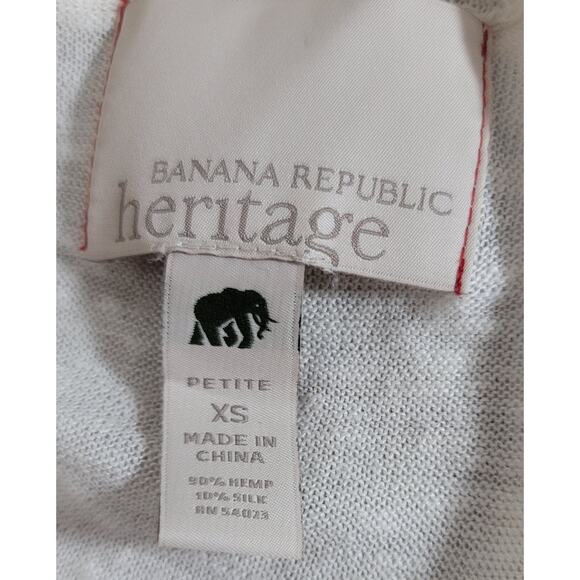 BANANA REPUBLIC
heritage
PETITE
XS
MADE IN
CHINA
90% HEMP
10% SILK
RN 54023